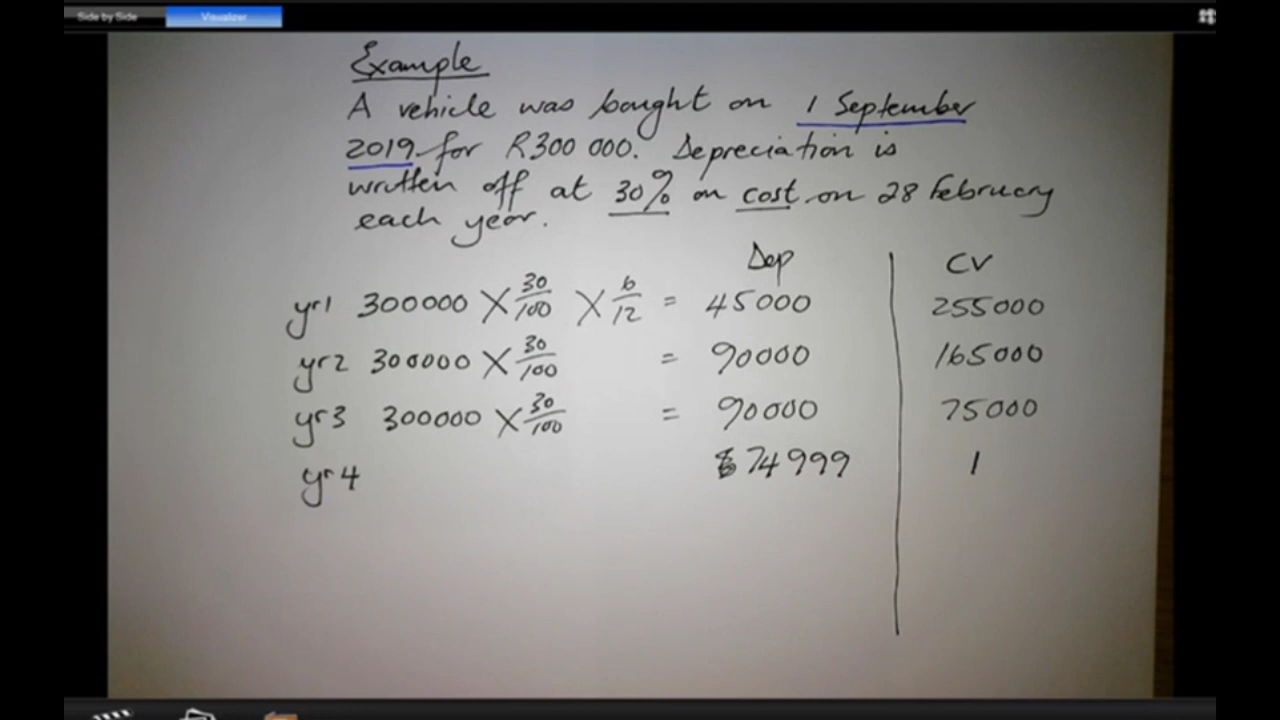 Side by Side Visualizer
Example
A vehicle was bought on 1 September
2019 for R300 000. Depreciation is
written off at 30% on cost on 28 February
each year.
Dep CV
yr1 300000 × 30/100 × 6/12 = 45000 255000
yr2 300000 × 30/100 = 90000 165000
yr3 300000 × 30/100 = 90000 75000
yr4 74999 1